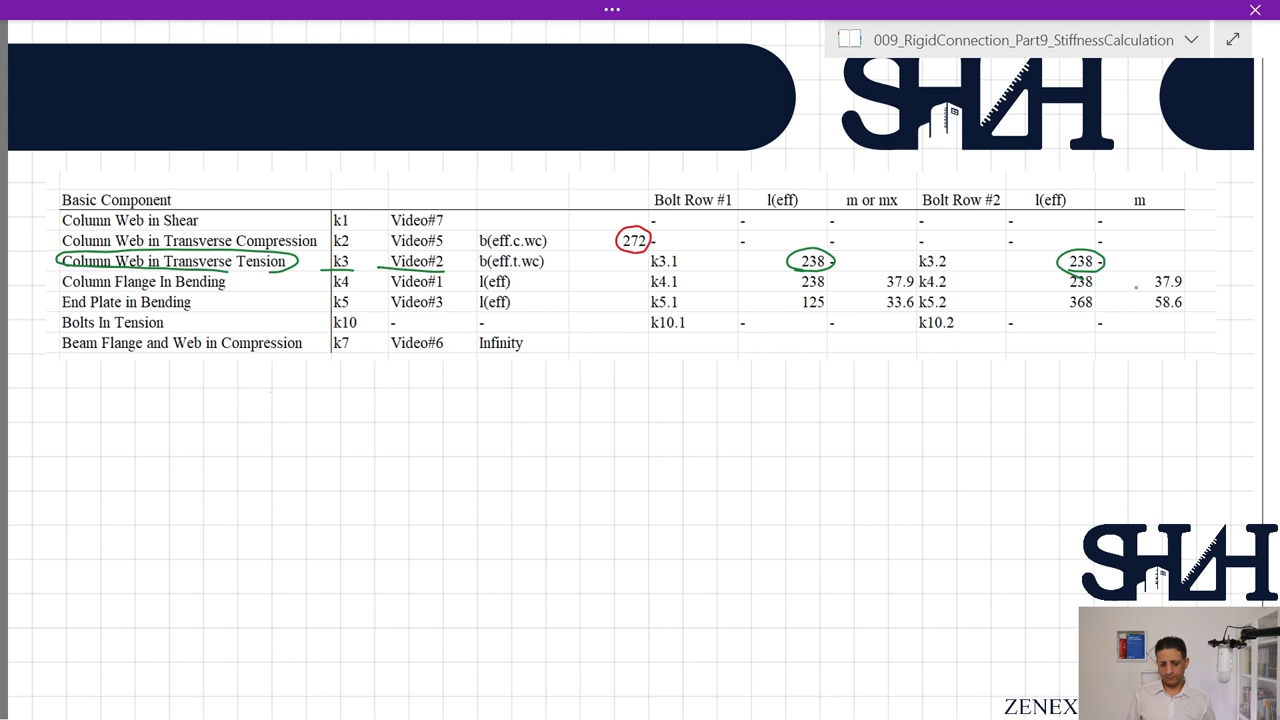 009_RigidConnection_Part9_StiffnessCalculation
SHZH
Basic Component Bolt Row #1 l(eff) m or mx Bolt Row #2 l(eff) m
Column Web in Shear k1 Video#7 - - - - - -
Column Web in Transverse Compression k2 Video#5 b(eff.c.wc) 272 - - - - - -
Column Web in Transverse Tension k3 Video#2 b(eff.t.wc) k3.1 238 - k3.2 238 -
Column Flange In Bending k4 Video#1 l(eff) k4.1 238 37.9 k4.2 238 37.9
End Plate in Bending k5 Video#3 l(eff) k5.1 125 33.6 k5.2 368 58.6
Bolts In Tension k10 - - k10.1 - - k10.2 - -
Beam Flange and Web in Compression k7 Video#6 Infinity
SHZH
ZENEX